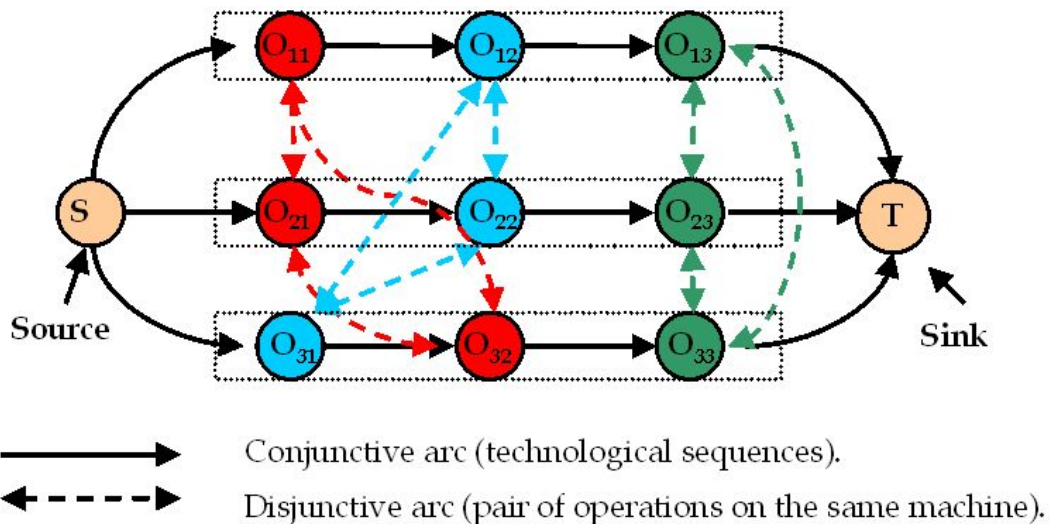 O11 O12 O13
S O21 O22 O23 T
Source Sink
O31 O32 O33
Conjunctive arc (technological sequences).
Disjunctive arc (pair of operations on the same machine).